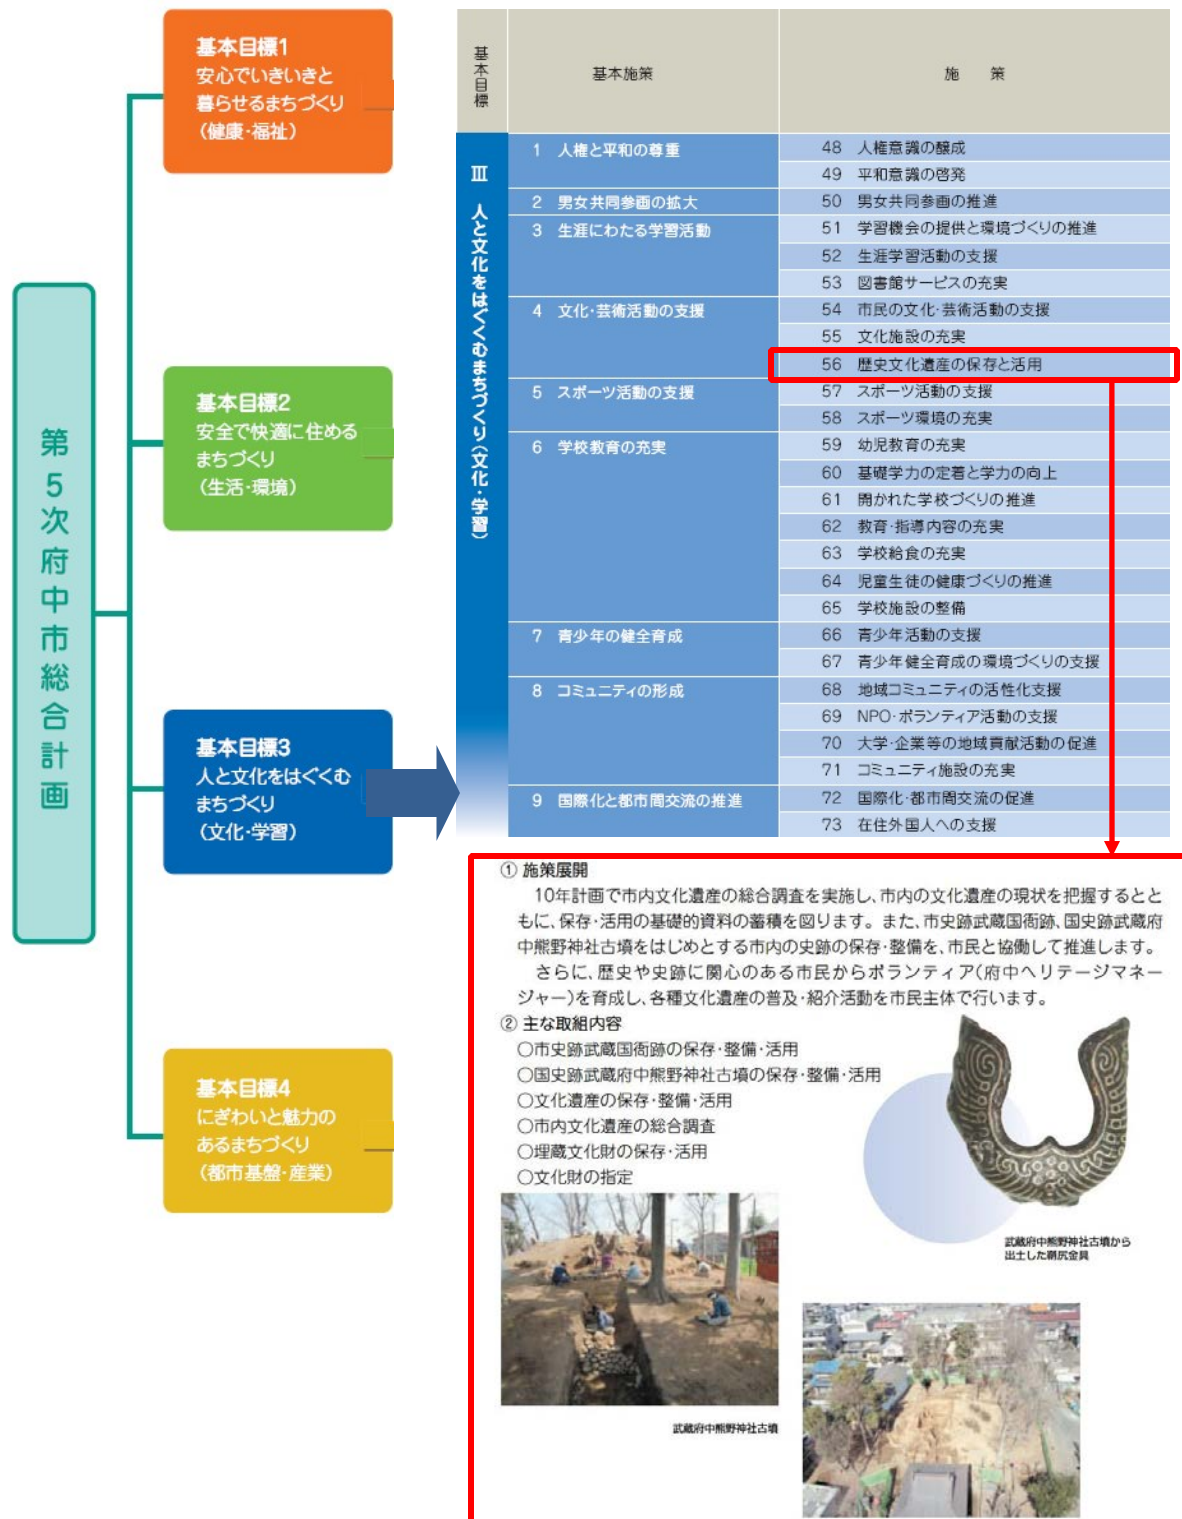 第5次府中市総合計画
基本目標1
安心でいきいきと
暮らせるまちづくり
(健康・福祉)
基本目標2
安全で快適に住める
まちづくり
(生活・環境)
基本目標3
人と文化をはぐくむ
まちづくり
(文化・学習)
基本目標4
にぎわいと魅力の
あるまちづくり
(都市基盤・産業)
基本目標 基本施策 施 策
Ⅲ 人と文化をはぐくむまちづくり(文化・学習)
1 人権と平和の尊重 48 人権意識の醸成
49 平和意識の啓発
2 男女共同参画の拡大 50 男女共同参画の推進
3 生涯にわたる学習活動 51 学習機会の提供と環境づくりの推進
52 生涯学習活動の支援
53 図書館サービスの充実
4 文化・芸術活動の支援 54 市民の文化・芸術活動の支援
55 文化施設の充実
56 歴史文化遺産の保存と活用
5 スポーツ活動の支援 57 スポーツ活動の支援
58 スポーツ環境の充実
6 学校教育の充実 59 幼児教育の充実
60 基礎学力の定着と学力の向上
61 開かれた学校づくりの推進
62 教育・指導内容の充実
63 学校給食の充実
64 児童生徒の健康づくりの推進
65 学校施設の整備
7 青少年の健全育成 66 青少年活動の支援
67 青少年健全育成の環境づくりの支援
8 コミュニティの形成 68 地域コミュニティの活性化支援
69 NPO・ボランティア活動の支援
70 大学・企業等の地域貢献活動の促進
71 コミュニティ施設の充実
9 国際化と都市間交流の推進 72 国際化・都市間交流の促進
73 在住外国人への支援
① 施策展開
10年計画で市内文化遺産の総合調査を実施し、市内の文化遺産の現状を把握するとと
もに、保存・活用の基礎的資料の蓄積を図ります。また、市史跡武蔵国衙跡、国史跡武蔵府
中熊野神社古墳をはじめとする市内の史跡の保存・整備を、市民と協働して推進します。
さらに、歴史や史跡に関心のある市民からボランティア(府中ヘリテージマネー
ジャー)を育成し、各種文化遺産の普及・紹介活動を市民主体で行います。
② 主な取組内容
○市史跡武蔵国衙跡の保存・整備・活用
○国史跡武蔵府中熊野神社古墳の保存・整備・活用
○文化遺産の保存・整備・活用
○市内文化遺産の総合調査
○埋蔵文化財の保存・活用
○文化財の指定
武蔵府中熊野神社古墳から
出土した鞘尻金具
武蔵府中熊野神社古墳